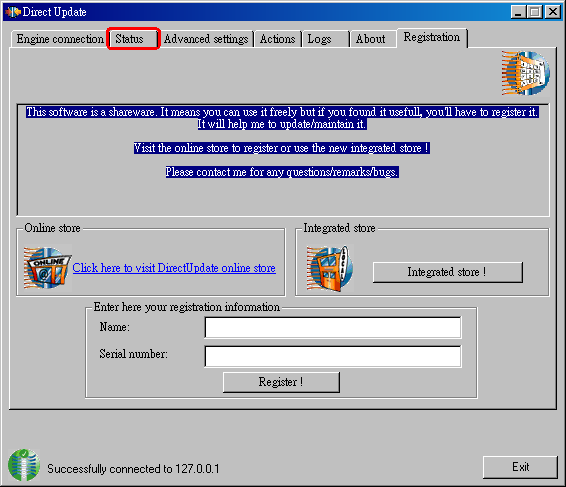 Direct Update
Engine connection Status Advanced settings Actions Logs About Registration
This software is a shareware. It means you can use it freely but if you found it usefull, you'll have to register it.
It will help me to update/maintain it.
Visit the online store to register or use the new integrated store !
Please contact me for any questions/remarks/bugs.
Online store
ONLINE
@
Click here to visit DirectUpdate online store
Integrated store
LOCAL
Integrated store !
Enter here your registration information
Name:
Serial number:
Register !
Successfully connected to 127.0.0.1
Exit